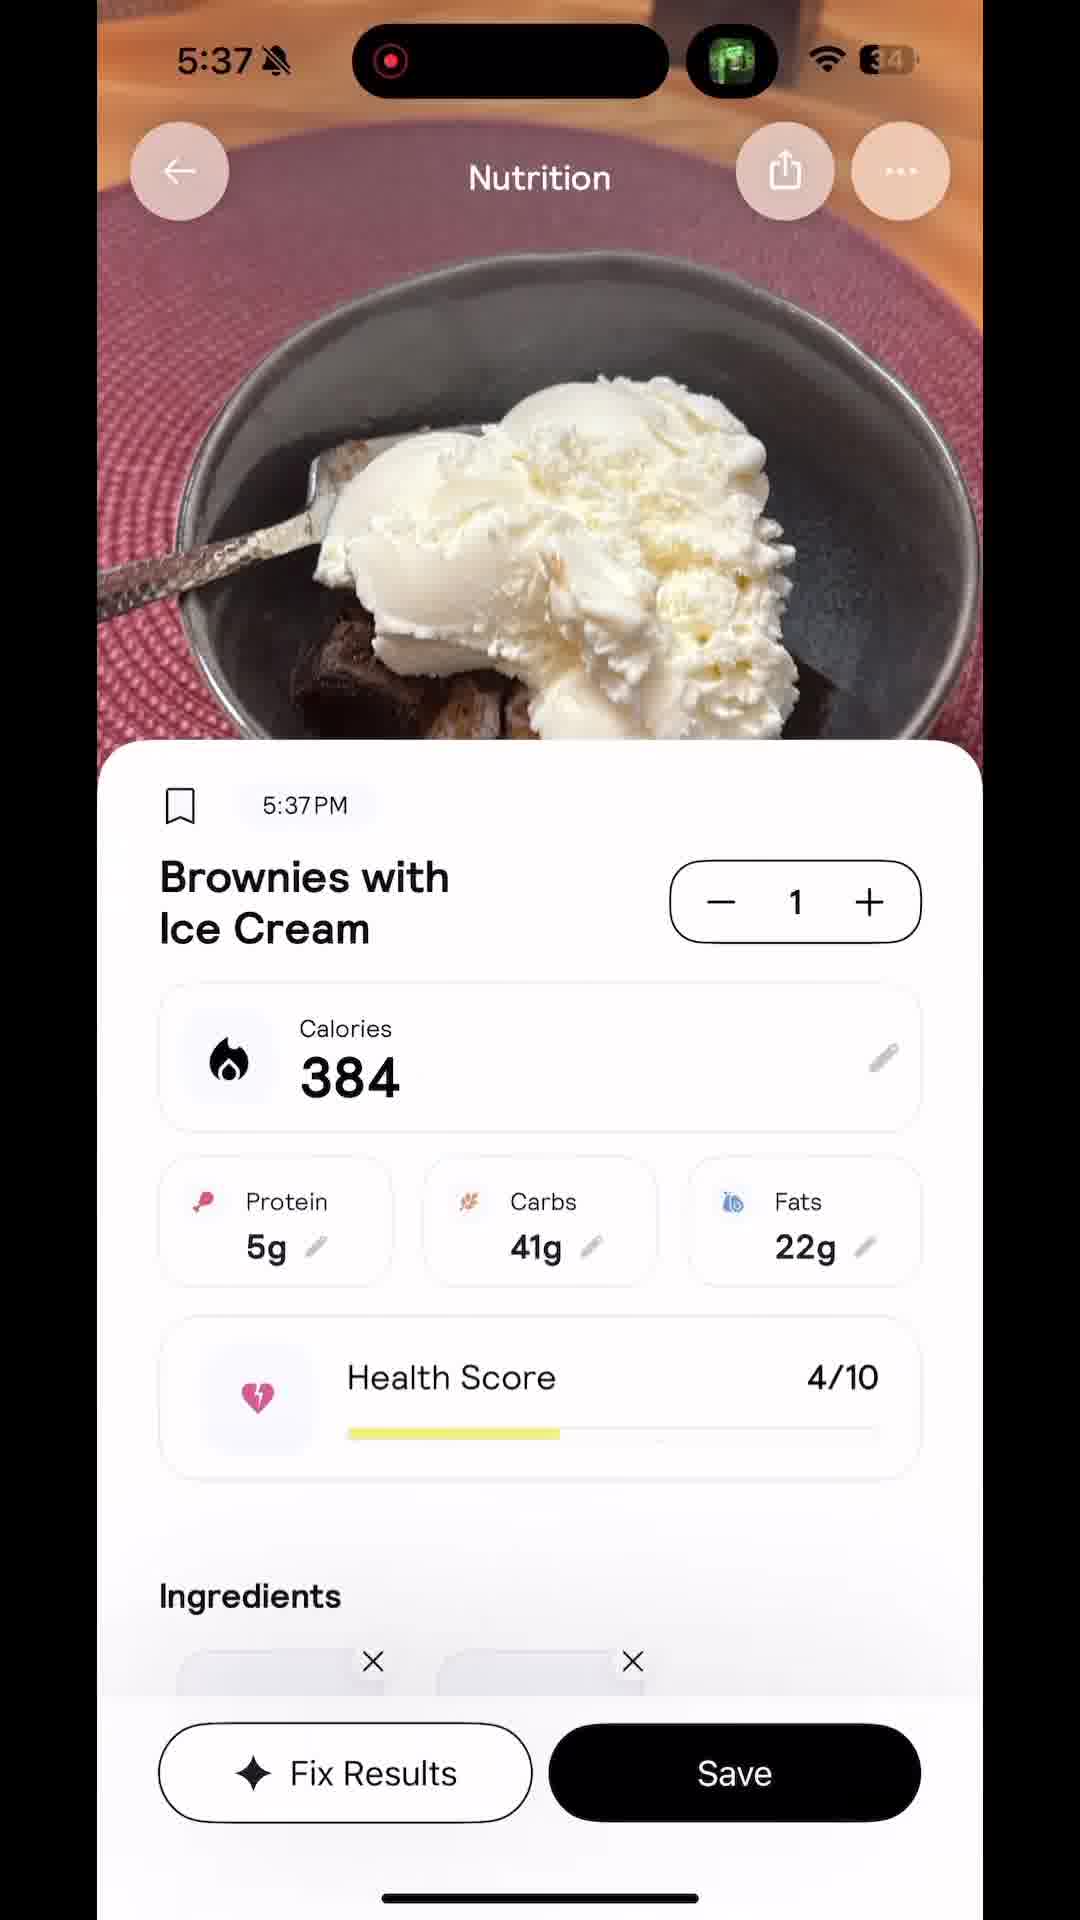 5:37
34
Nutrition
5:37 PM
Brownies with
Ice Cream
1
Calories
384
Protein
5g
Carbs
41g
Fats
22g
Health Score
4/10
Ingredients
Fix Results
Save